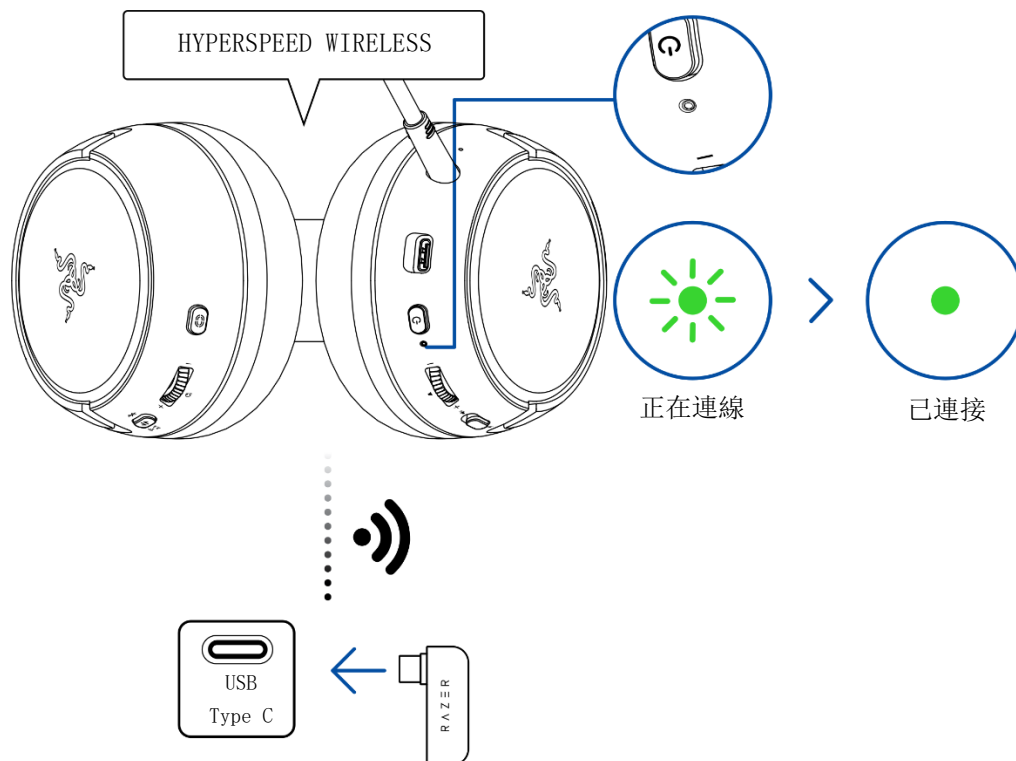 HYPERSPEED WIRELESS
正在連線
已連接
USB
Type C
RAZER